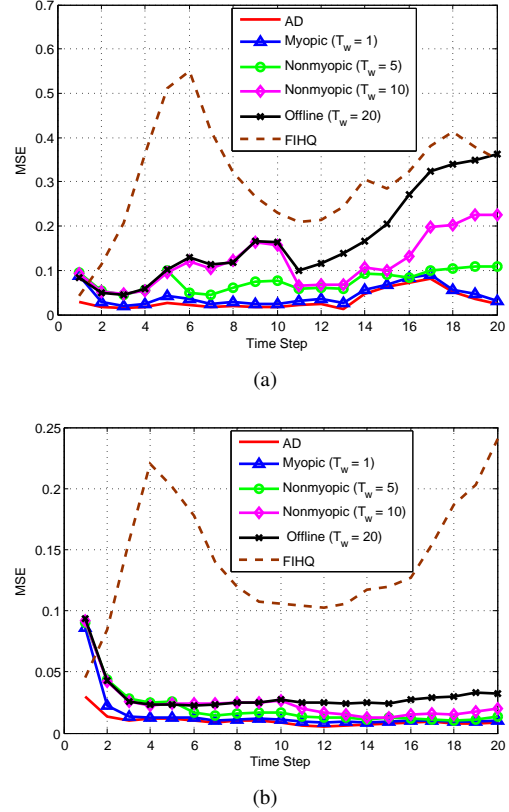 0.7
0.6
0.5
0.4
0.3
0.2
0.1
0
MSE
AD
Myopic (T_w = 1)
Nonmyopic (T_w = 5)
Nonmyopic (T_w = 10)
Offline (T_w = 20)
FIHQ
0 2 4 6 8 10 12 14 16 18 20
Time Step
(a)
0.25
0.2
0.15
0.1
0.05
0
MSE
AD
Myopic (T_w = 1)
Nonmyopic (T_w = 5)
Nonmyopic (T_w = 10)
Offline (T_w = 20)
FIHQ
0 2 4 6 8 10 12 14 16 18 20
Time Step
(b)